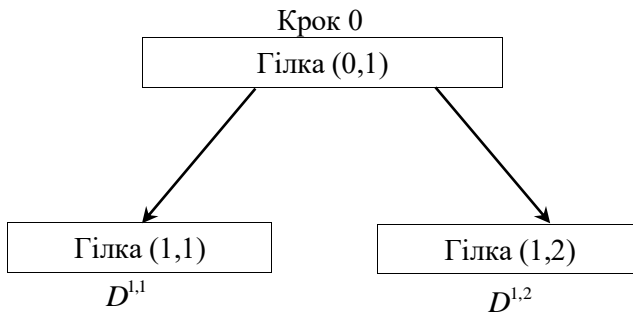 Крок 0
Гілка (0,1)
Гілка (1,1)
Гілка (1,2)
D^{1,1}
D^{1,2}